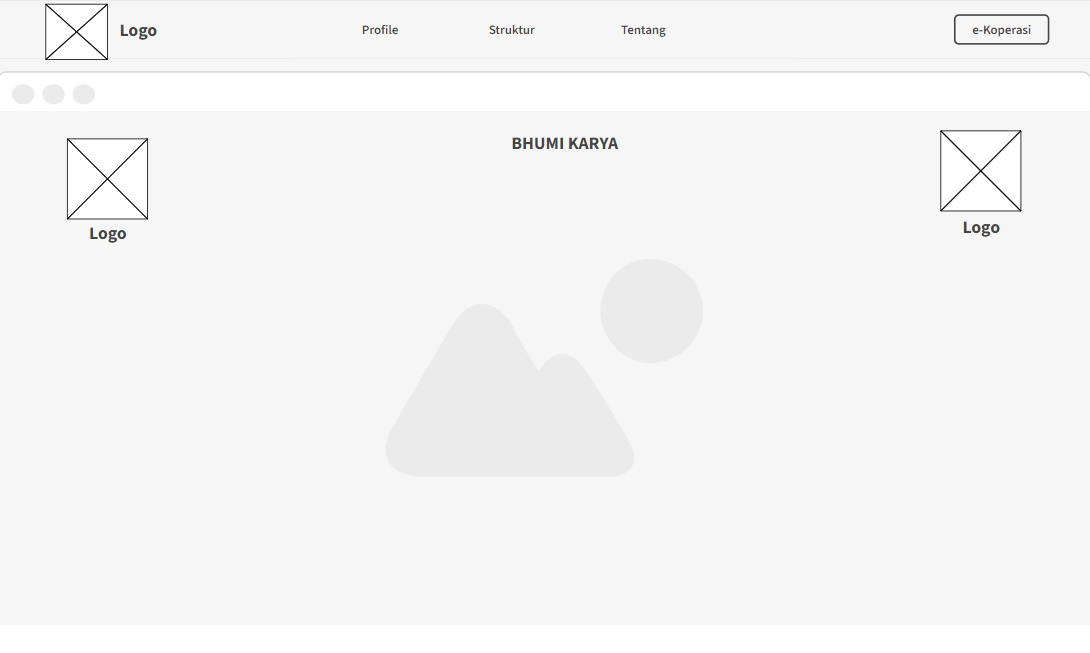 Logo
Profile
Struktur
Tentang
e-Koperasi
BHUMI KARYA
Logo
Logo